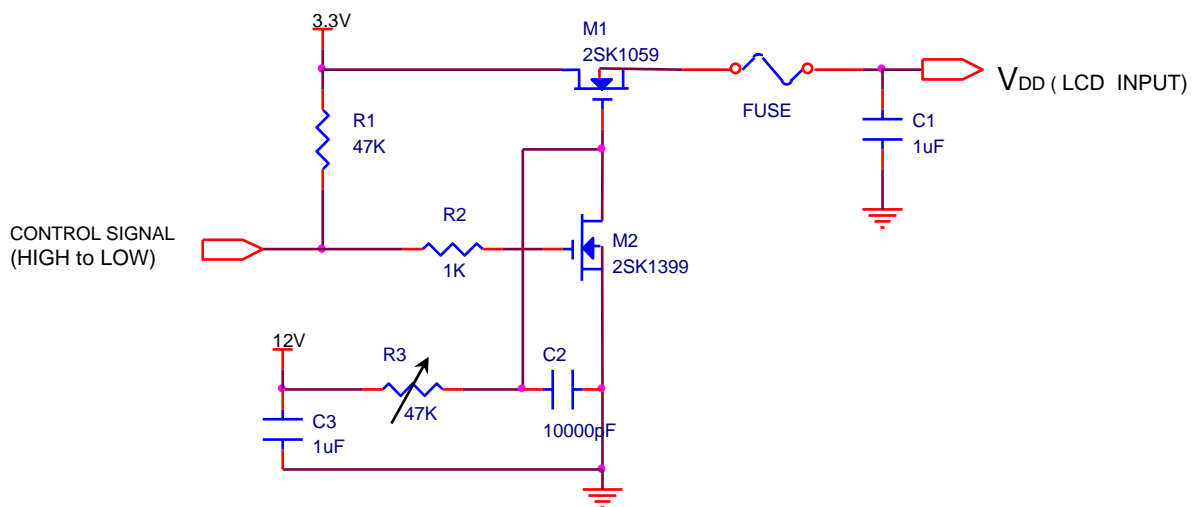 3.3V
M1
2SK1059
FUSE
VDD ( LCD INPUT)
R1
47K
C1
1uF
CONTROL SIGNAL
(HIGH to LOW)
R2
1K
M2
2SK1399
12V
R3
47K
C2
10000pF
C3
1uF